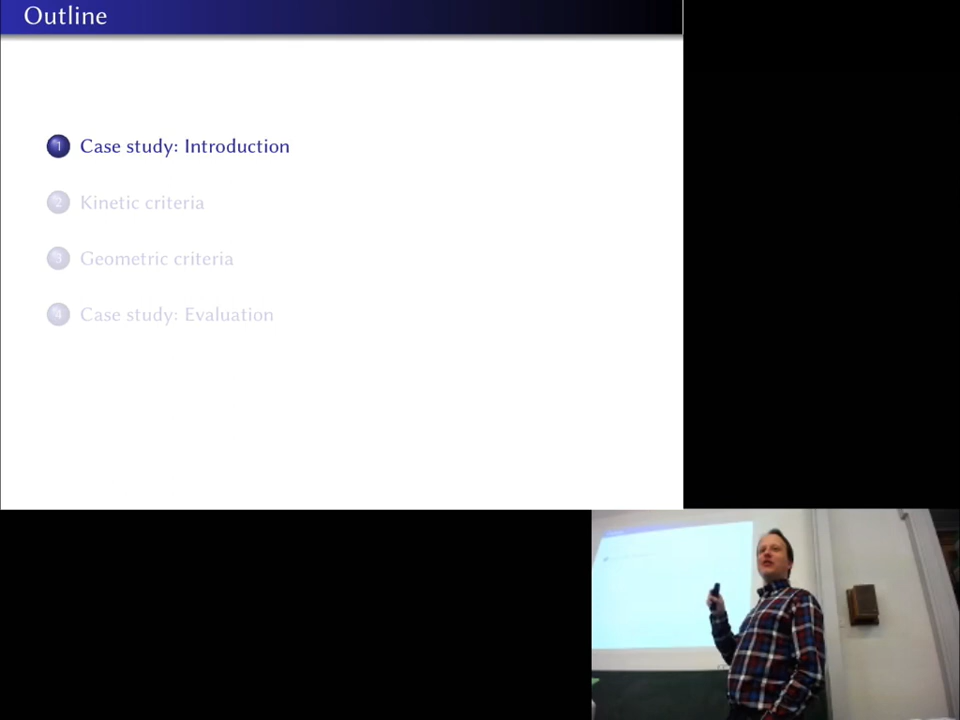 Outline
1 Case study: Introduction
2 Kinetic criteria
3 Geometric criteria
4 Case study: Evaluation